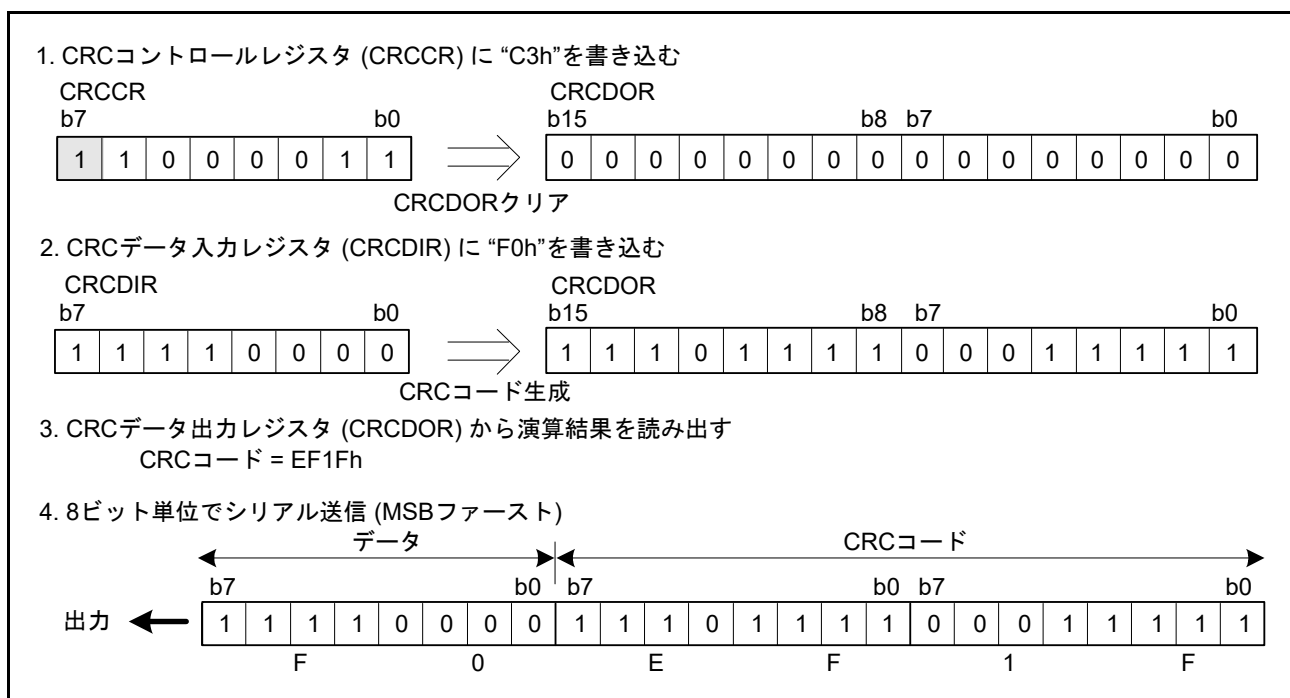 1. CRCコントロールレジスタ (CRCCR) に “C3h”を書き込む
CRCCR CRCDOR
b7 b0 b15 b8 b7 b0
1 1 0 0 0 0 1 1 0 0 0 0 0 0 0 0 0 0 0 0 0 0 0 0
CRCDORクリア
2. CRCデータ入力レジスタ (CRCDIR) に “F0h”を書き込む
CRCDIR CRCDOR
b7 b0 b15 b8 b7 b0
1 1 1 1 0 0 0 0 1 1 1 0 1 1 1 1 0 0 0 1 1 1 1 1
CRCコード生成
3. CRCデータ出力レジスタ (CRCDOR) から演算結果を読み出す
CRCコード = EF1Fh
4. 8ビット単位でシリアル送信 (MSBファースト)
データ CRCコード
b7 b0 b7 b0 b7 b0
出力 1 1 1 1 0 0 0 0 1 1 1 0 1 1 1 1 0 0 0 1 1 1 1 1
F 0 E F 1 F